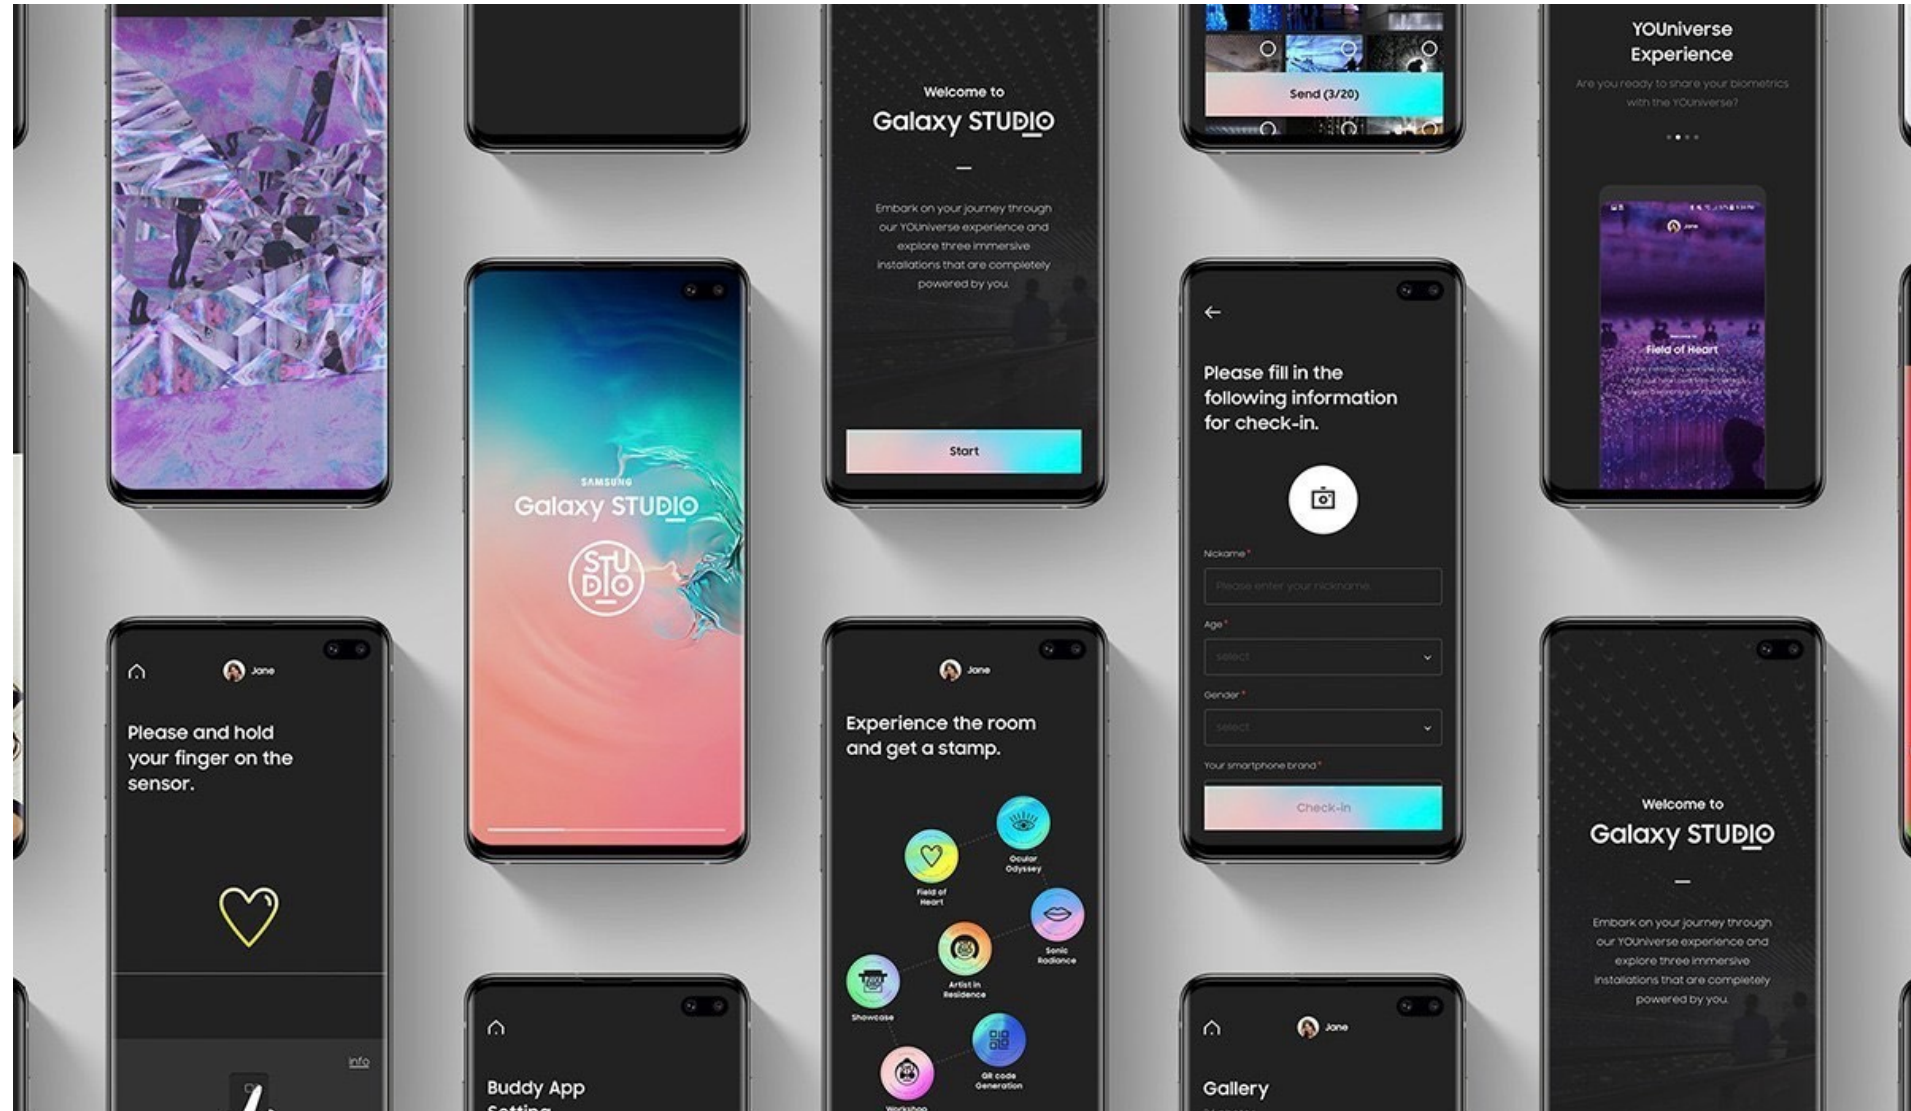 Welcome to
Galaxy STUDIO
Embark on your journey through
our YOUniverse experience and
explore three immersive
installations that are completely
powered by you.
Start
Send (3/20)
YOUniverse
Experience
Are you ready to share your biometrics
with the YOUniverse?
Jane
Field of Heart
SAMSUNG
Galaxy STUDIO
STU
DIO
Please fill in the
following information
for check-in.
Nickame*
Please enter your nickname.
Age*
select
Gender*
select
Your smartphone brand*
Check-in
Jane
Please and hold
your finger on the
sensor.
info
Buddy App
Setting
Jane
Experience the room
and get a stamp.
Ocular
Odyssey
Field of
Heart
Sonic
Radiance
Artist in
Residence
Showcase
QR code
Generation
Workshop
Jane
Gallery
Welcome to
Galaxy STUDIO
Embark on your journey through
our YOUniverse experience and
explore three immersive
installations that are completely
powered by you.